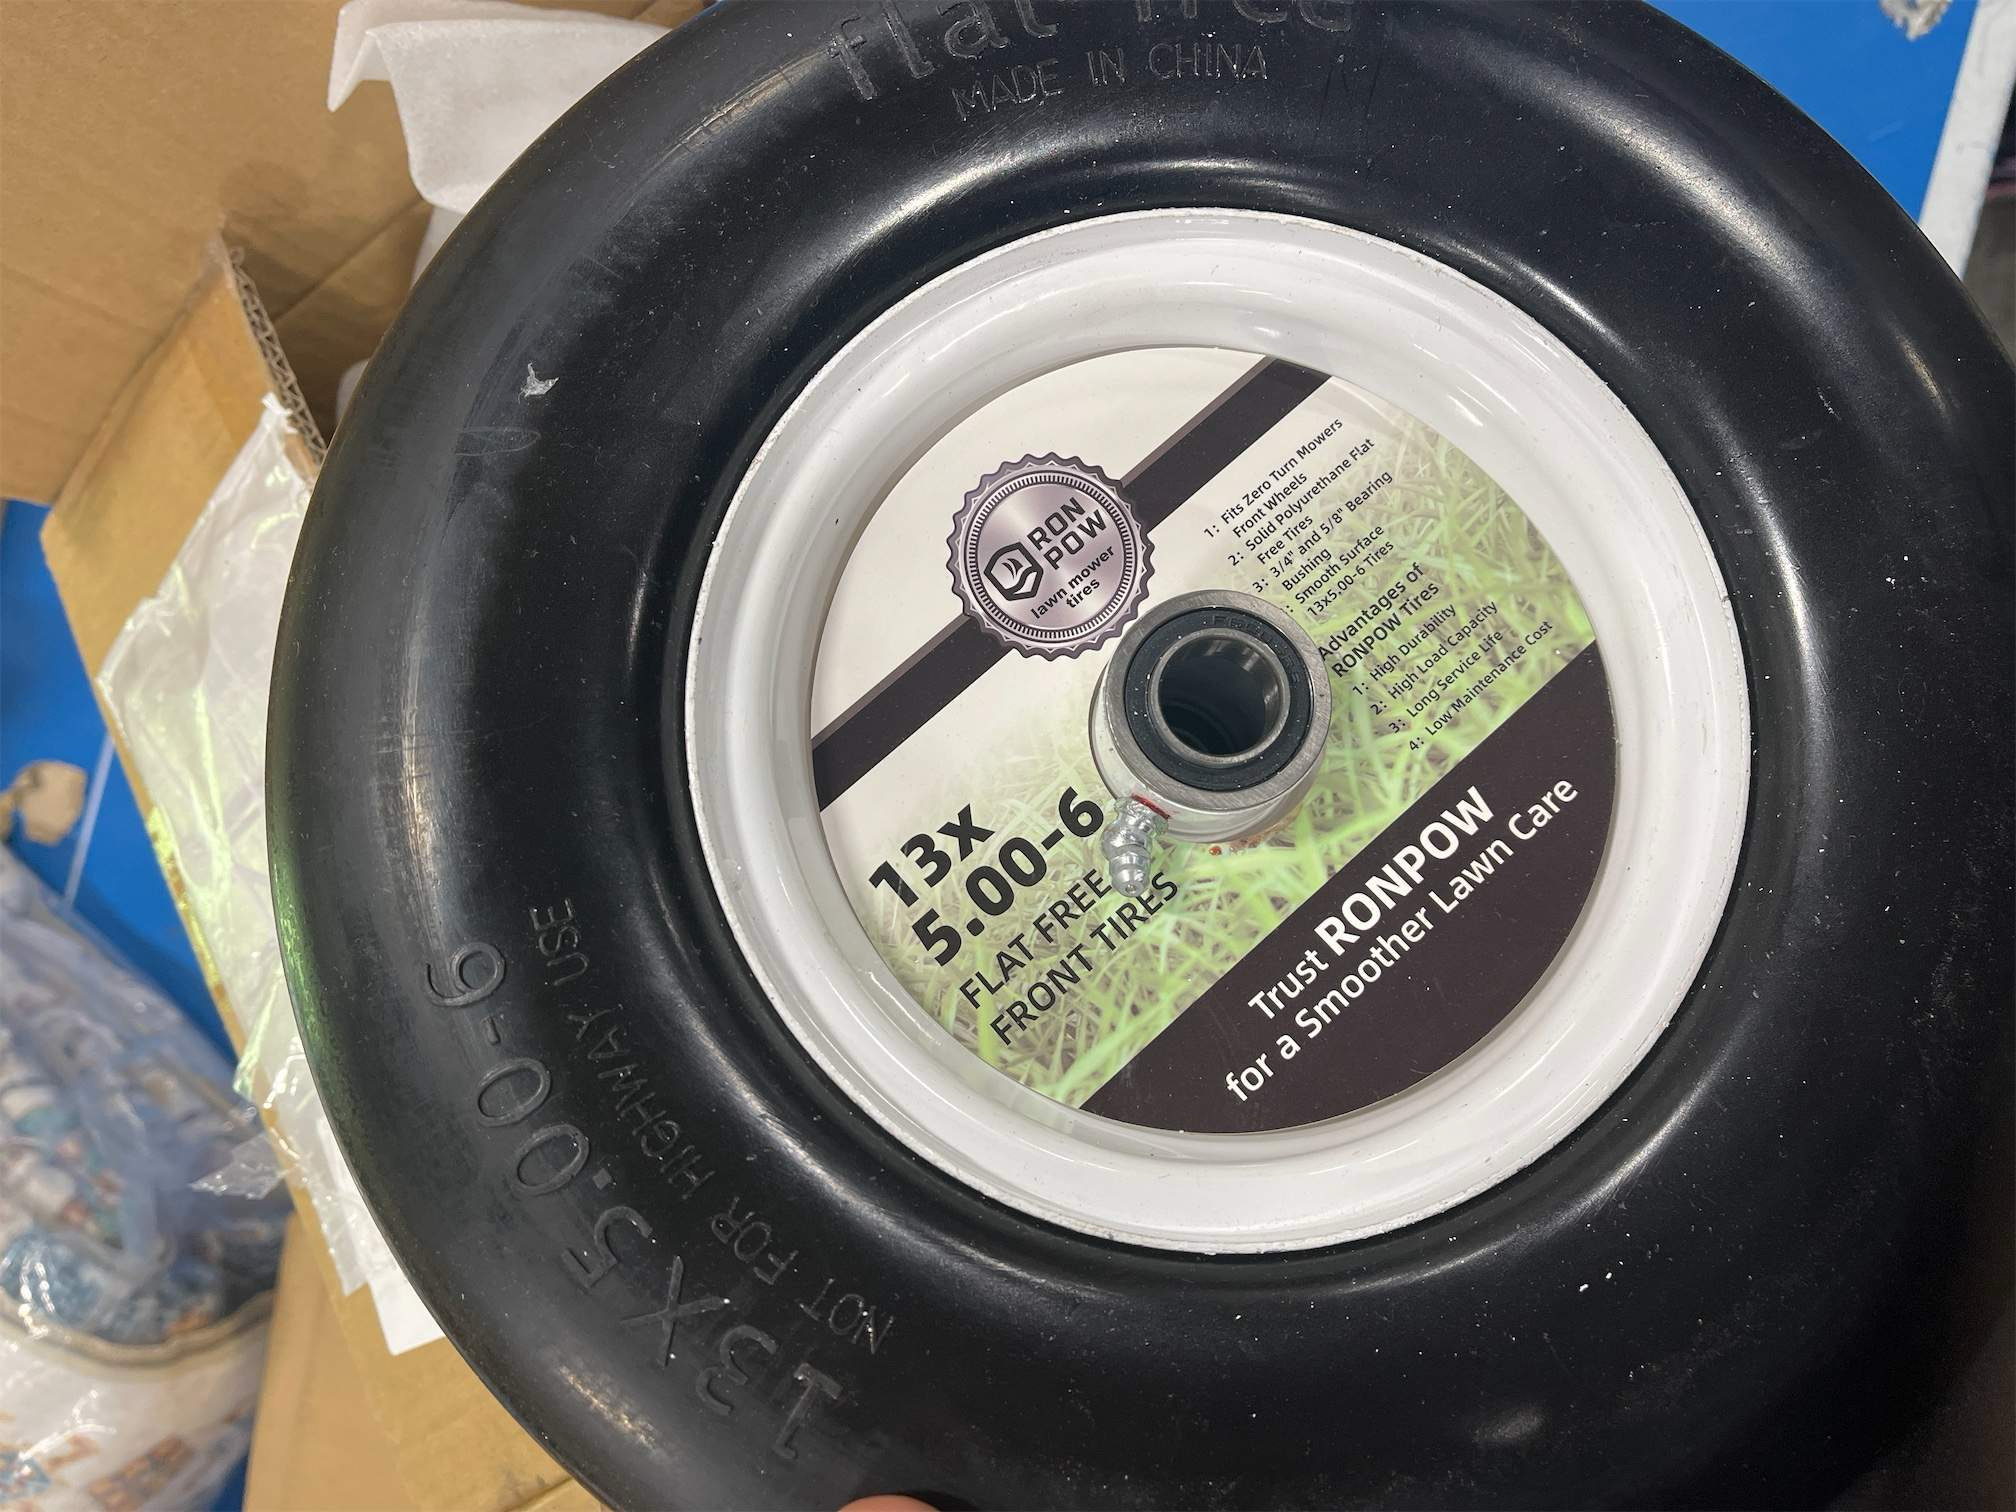 flat free
MADE IN CHINA
RON
POW
lawn mower
tires
1: Fits Zero Turn Mowers
Front Wheels
2: Solid Polyurethane Flat
Free Tires
3: 3/4" and 5/8" Bearing
Bushing
: Smooth Surface
13x5.00-6 Tires
Advantages of
RONPOW Tires
1: High Durability
2: High Load Capacity
3: Long Service Life
4: Low Maintenance Cost
13x
5.00-6
FLAT FREE
FRONT TIRES
Trust RONPOW
for a Smoother Lawn Care
13X5.00-6
NOT FOR HIGHWAY USE